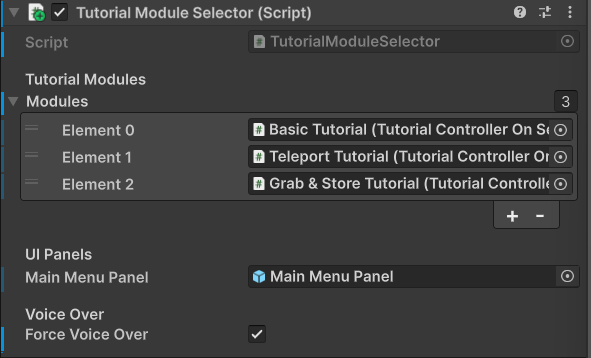 Tutorial Module Selector (Script)
Script TutorialModuleSelector
Tutorial Modules
Modules 3
Element 0 Basic Tutorial (Tutorial Controller On Se
Element 1 Teleport Tutorial (Tutorial Controller On
Element 2 Grab & Store Tutorial (Tutorial Controlle
+ -
UI Panels
Main Menu Panel Main Menu Panel
Voice Over
Force Voice Over